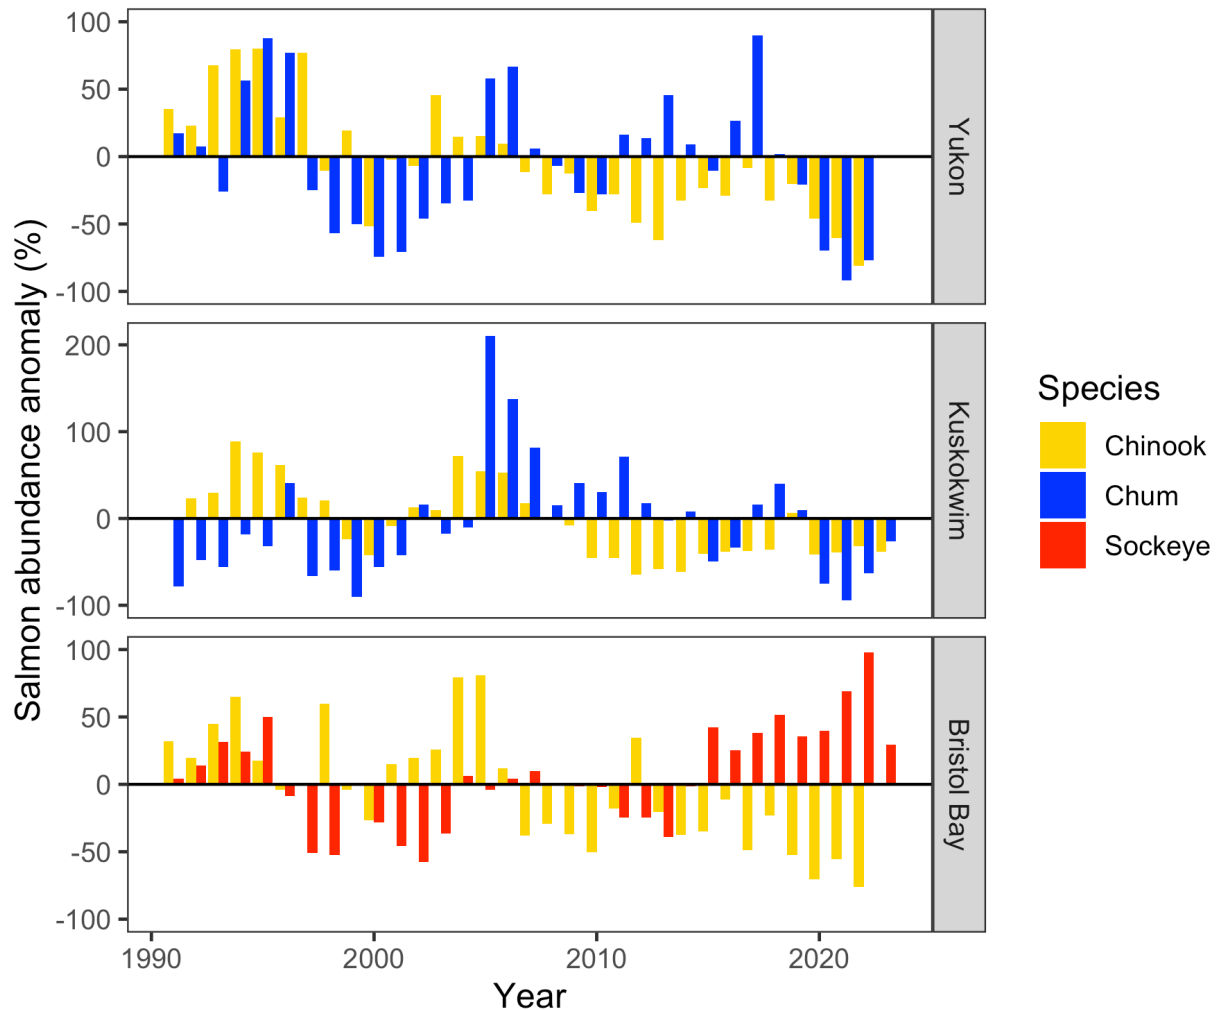 Salmon abundance anomaly (%)
100
50
0
-50
-100
Yukon
200
100
0
-100
Kuskokwim
100
50
0
-50
-100
Bristol Bay
1990 2000 2010 2020
Year
Species
Chinook
Chum
Sockeye